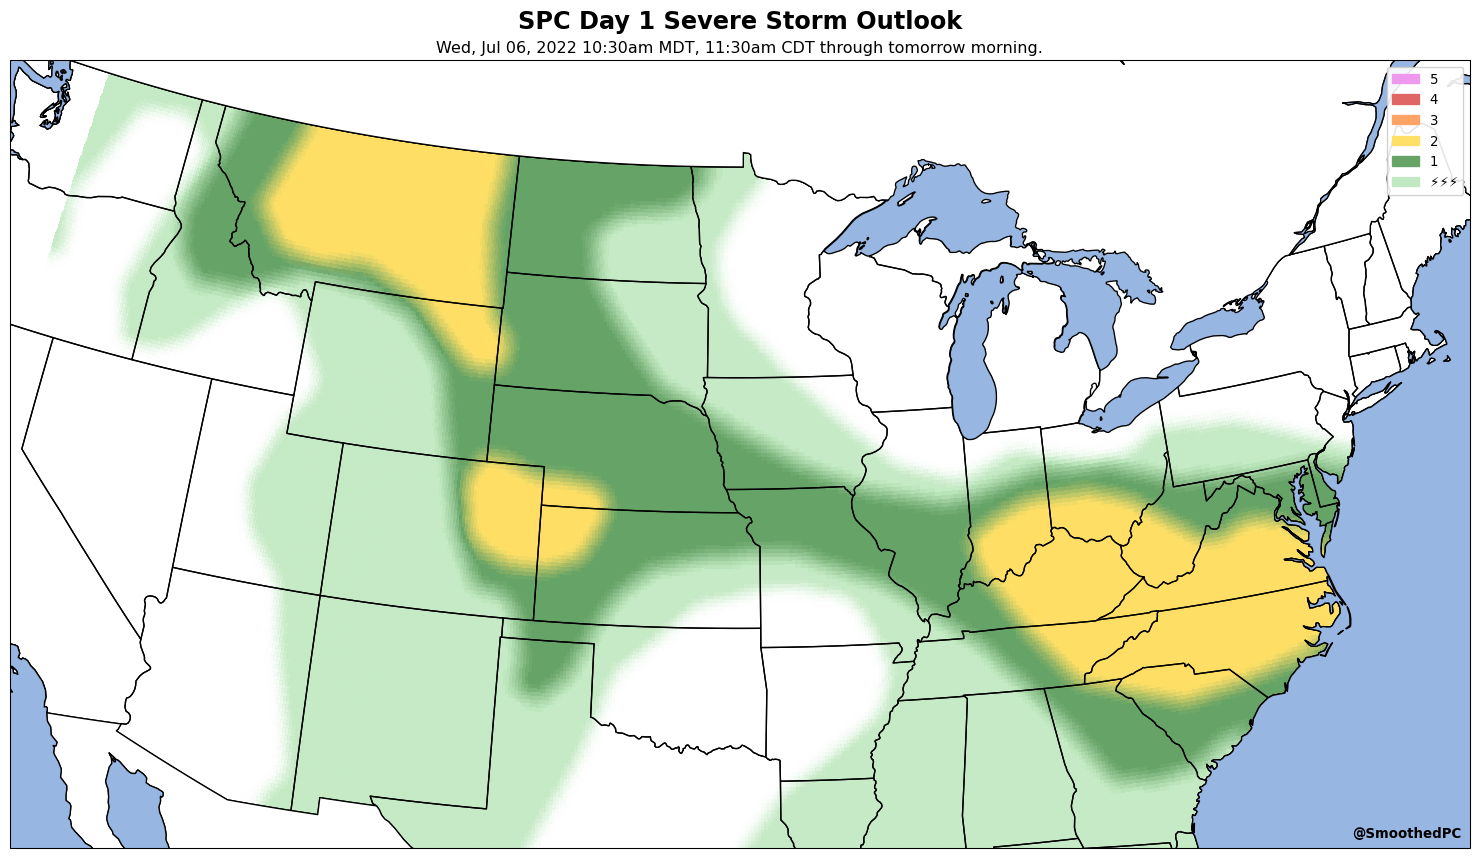 SPC Day 1 Severe Storm Outlook
Wed, Jul 06, 2022 10:30am MDT, 11:30am CDT through tomorrow morning.
5
4
3
2
1
⚡⚡⚡
@SmoothedPC